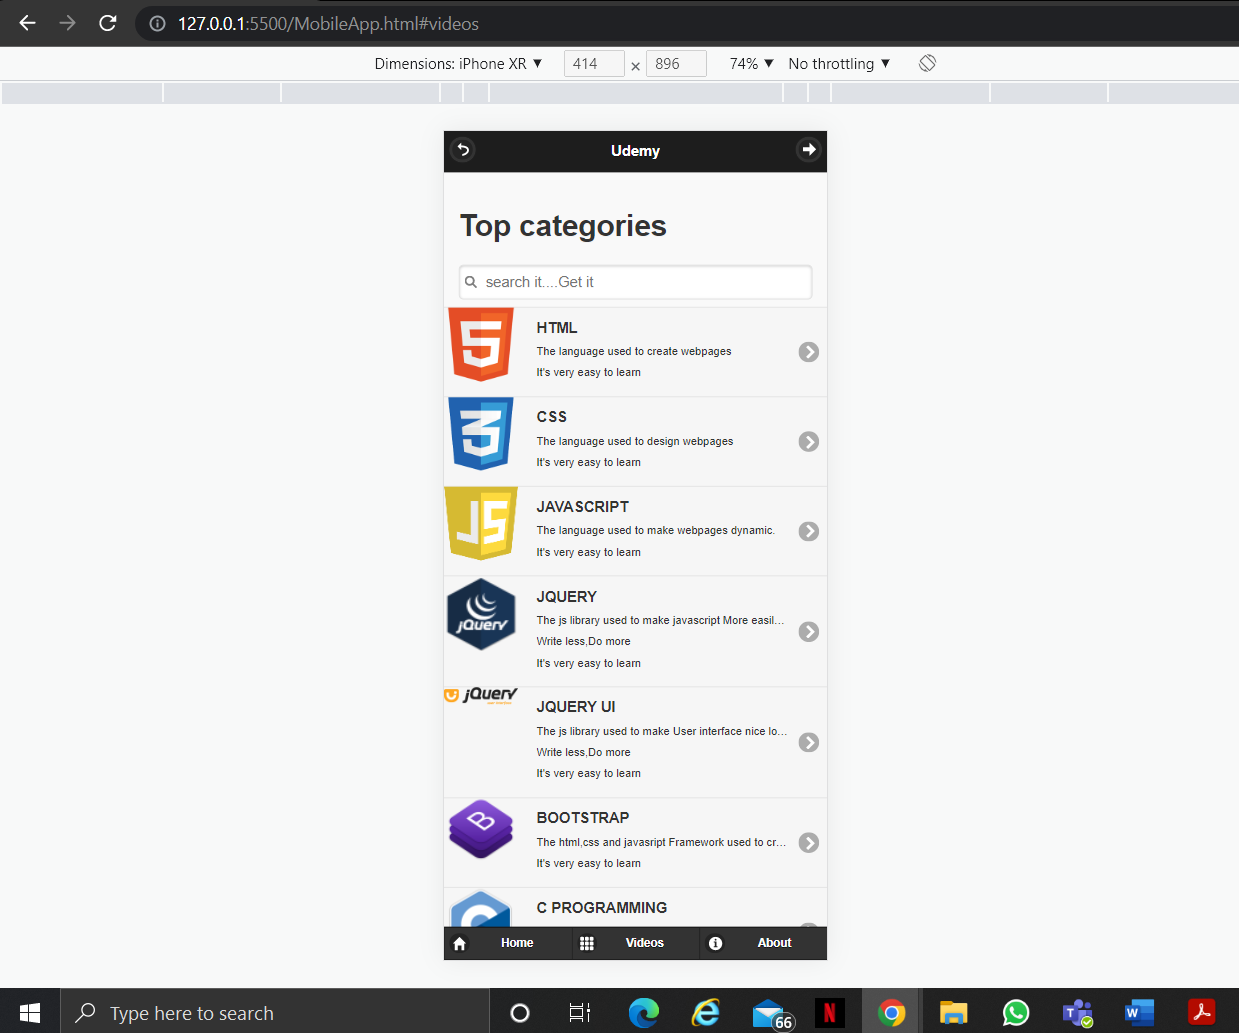 127.0.0.1:5500/MobileApp.html#videos
Dimensions: iPhone XR ▼ 414 × 896 74% ▼ No throttling ▼
Udemy
Top categories
search it....Get it
HTML
The language used to create webpages
It's very easy to learn
CSS
The language used to design webpages
It's very easy to learn
JAVASCRIPT
The language used to make webpages dynamic.
It's very easy to learn
JS
JQUERY
The js library used to make javascript More easil...
Write less,Do more
It's very easy to learn
jQuery
JQUERY UI
The js library used to make User interface nice lo...
Write less,Do more
It's very easy to learn
jQuery
BOOTSTRAP
The html,css and javasript Framework used to cr...
It's very easy to learn
B
C PROGRAMMING
Home Videos About
Type here to search
66